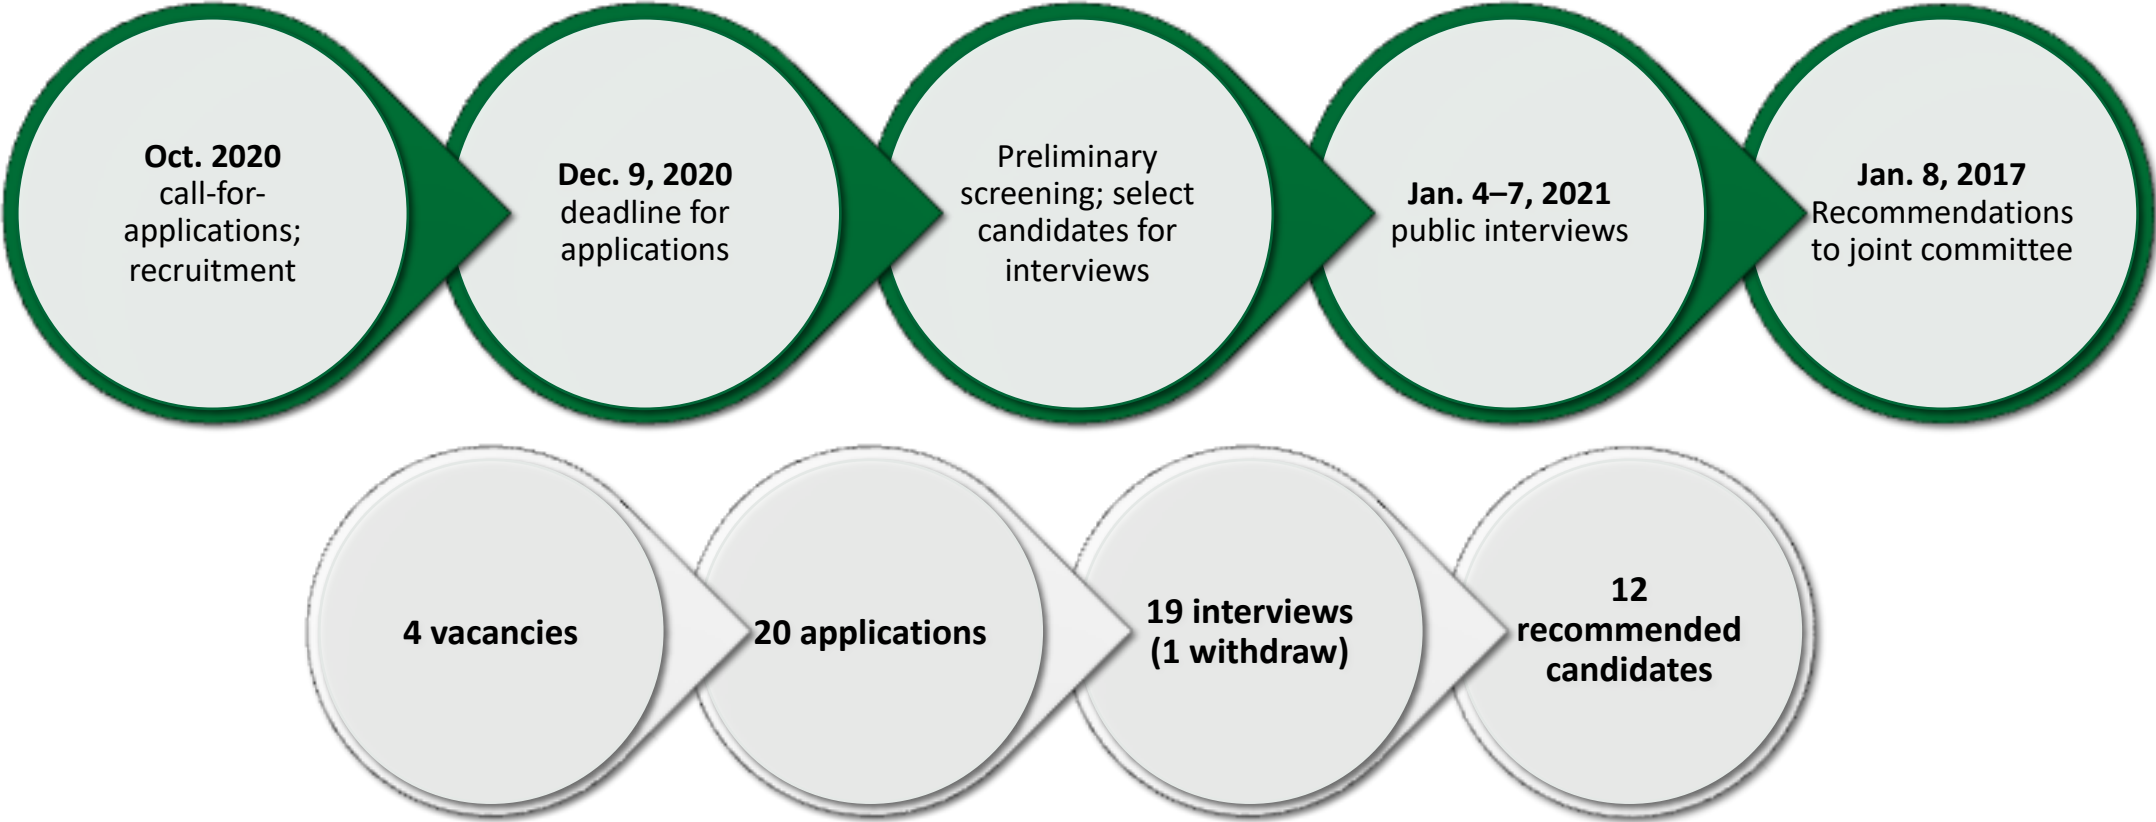 Oct. 2020
call-for-
applications;
recruitment
Dec. 9, 2020
deadline for
applications
Preliminary
screening; select
candidates for
interviews
Jan. 4–7, 2021
public interviews
Jan. 8, 2017
Recommendations
to joint committee
4 vacancies
20 applications
19 interviews
(1 withdraw)
12
recommended
candidates